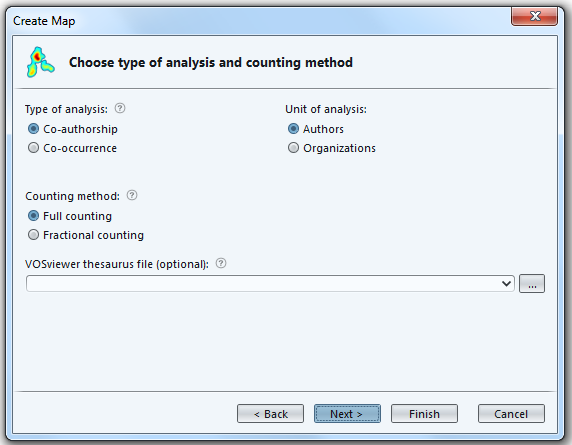 Create Map
Choose type of analysis and counting method
Type of analysis: ?
Unit of analysis:
Co-authorship
Authors
Co-occurrence
Organizations
Counting method: ?
Full counting
Fractional counting
VOSviewer thesaurus file (optional): ?
...
< Back
Next >
Finish
Cancel